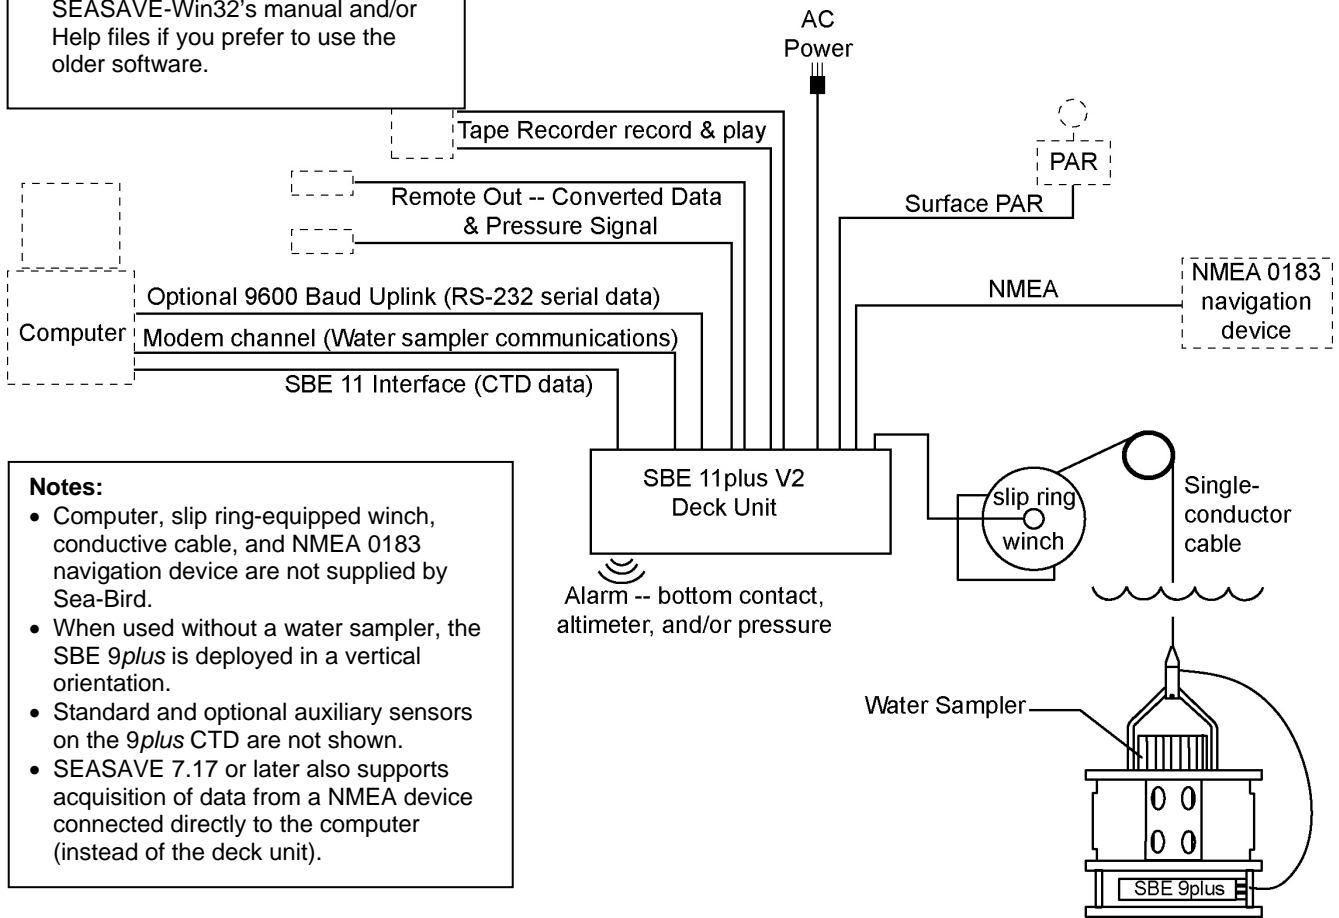 SEASAVE-Win32's manual and/or
Help files if you prefer to use the
older software.
AC
Power
Tape Recorder record & play
PAR
Remote Out -- Converted Data
& Pressure Signal
Surface PAR
NMEA 0183
navigation
device
NMEA
Optional 9600 Baud Uplink (RS-232 serial data)
Computer
Modem channel (Water sampler communications)
SBE 11 Interface (CTD data)
SBE 11plus V2
Deck Unit
slip ring
winch
Single-
conductor
cable
Alarm -- bottom contact,
altimeter, and/or pressure
Notes:
• Computer, slip ring-equipped winch,
conductive cable, and NMEA 0183
navigation device are not supplied by
Sea-Bird.
• When used without a water sampler, the
SBE 9plus is deployed in a vertical
orientation.
• Standard and optional auxiliary sensors
on the 9plus CTD are not shown.
• SEASAVE 7.17 or later also supports
acquisition of data from a NMEA device
connected directly to the computer
(instead of the deck unit).
Water Sampler
SBE 9plus